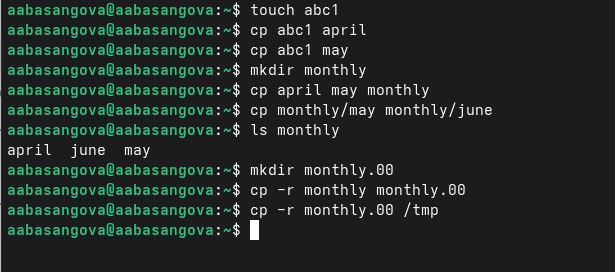 aabasangova@aabasangova:~$ touch abc1
aabasangova@aabasangova:~$ cp abc1 april
aabasangova@aabasangova:~$ cp abc1 may
aabasangova@aabasangova:~$ mkdir monthly
aabasangova@aabasangova:~$ cp april may monthly
aabasangova@aabasangova:~$ cp monthly/may monthly/june
aabasangova@aabasangova:~$ ls monthly
april  june  may
aabasangova@aabasangova:~$ mkdir monthly.00
aabasangova@aabasangova:~$ cp -r monthly monthly.00
aabasangova@aabasangova:~$ cp -r monthly.00 /tmp
aabasangova@aabasangova:~$